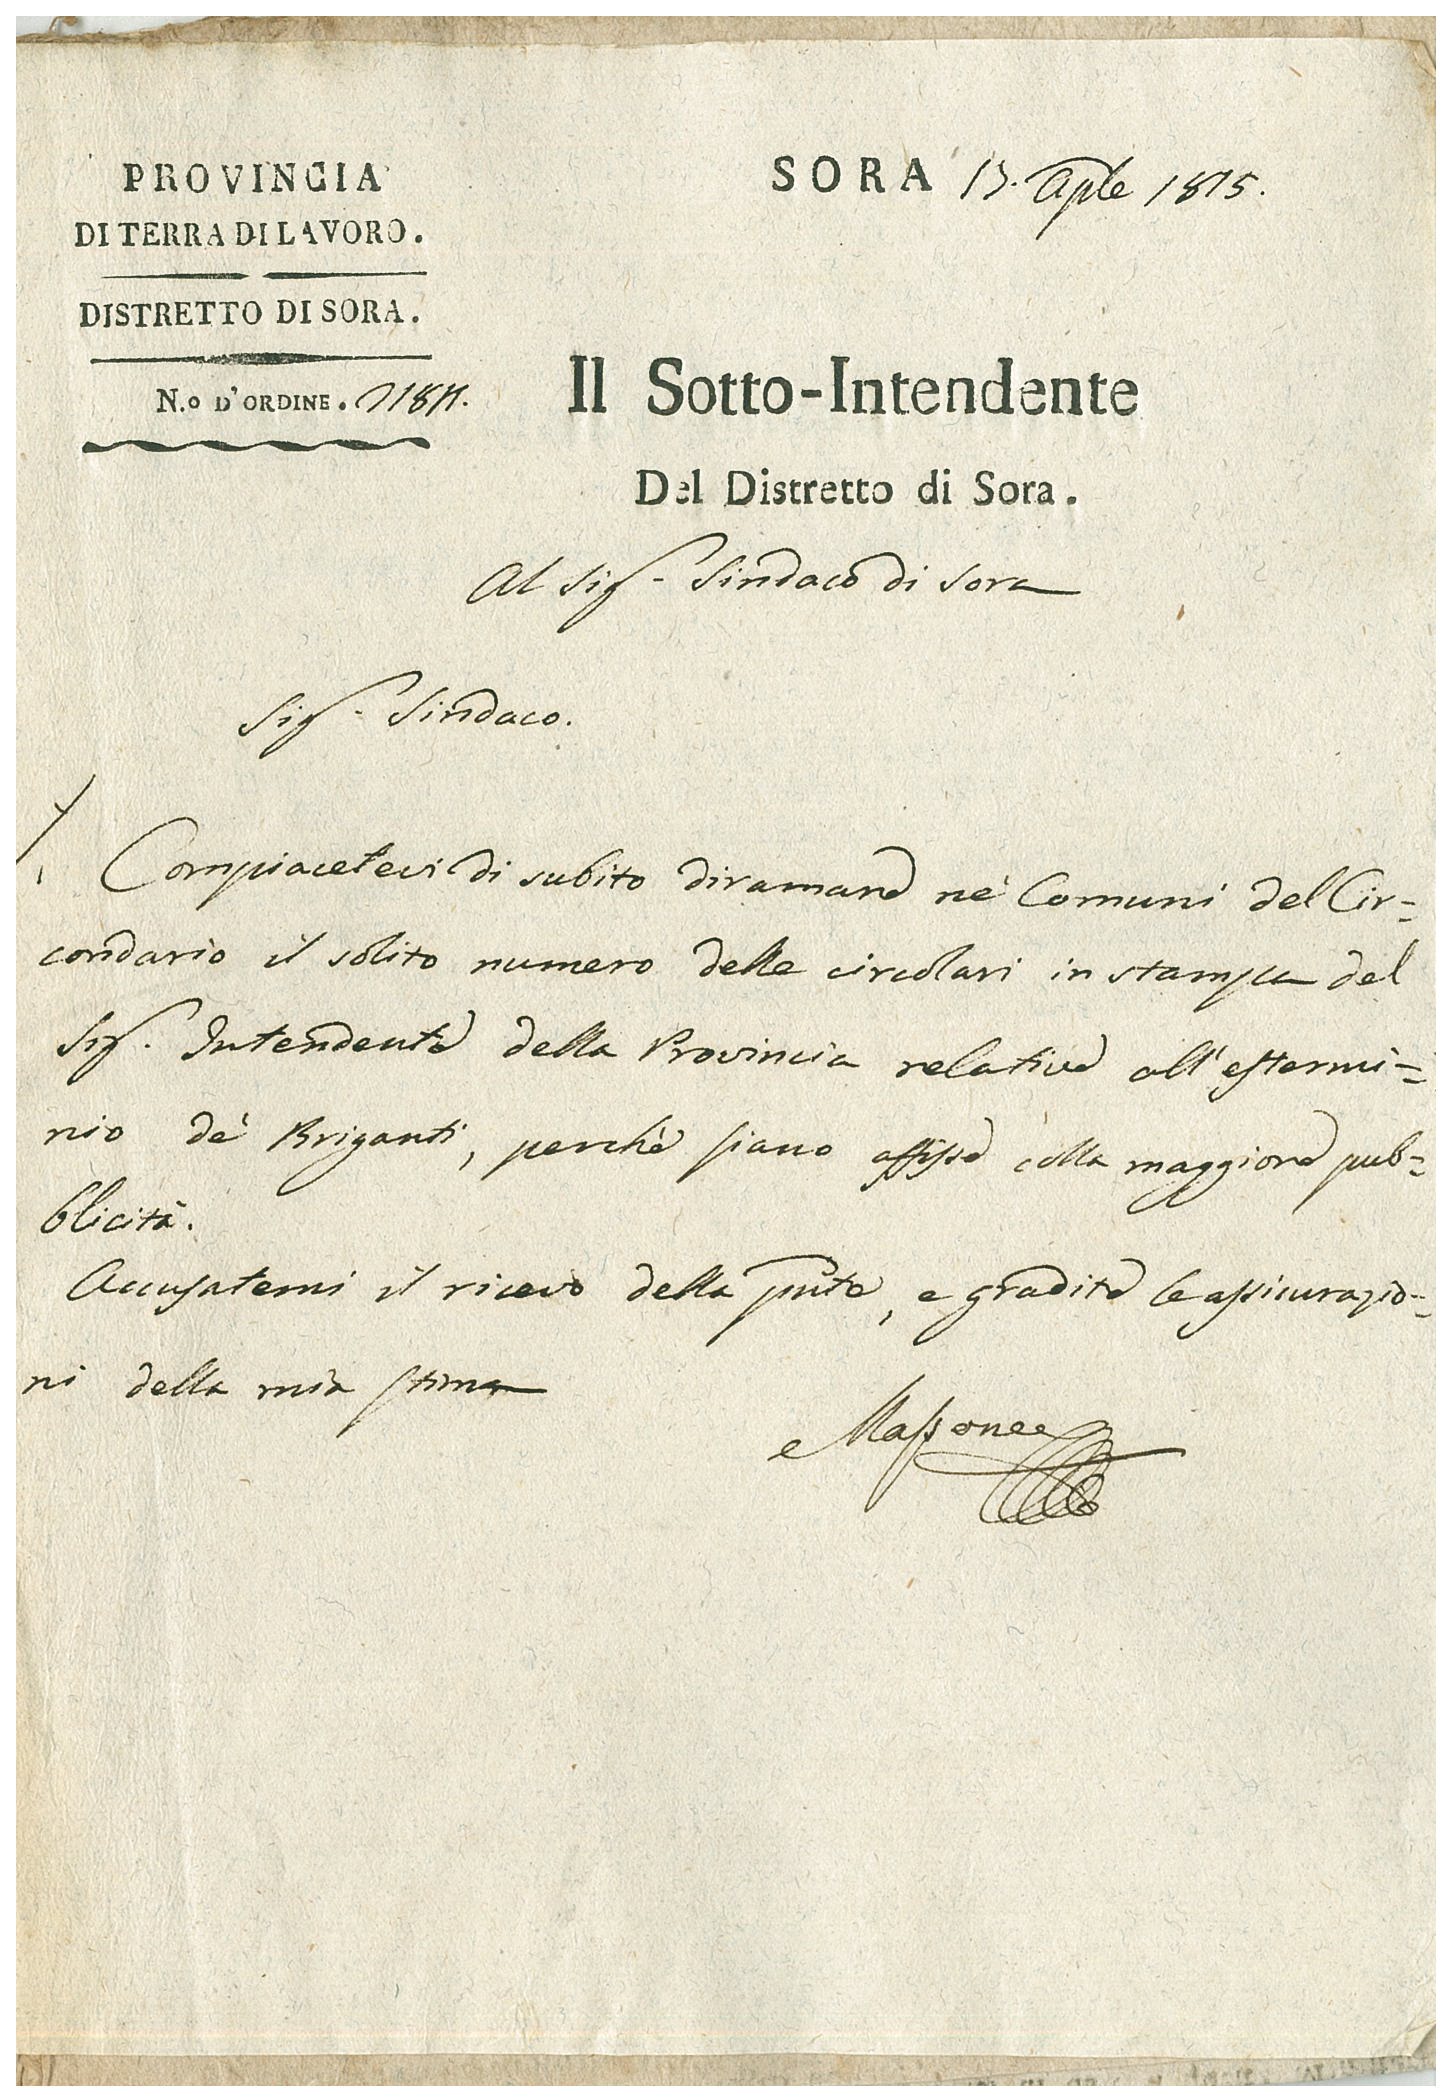 PROVINCIA
DI TERRA DI LAVORO.
DISTRETTO DI SORA.
N.o D'ORDINE.
SORA 13. Aple 1815.
Il Sotto-Intendente
Del Distretto di Sora.
Al Sig.r Sindaco di Sora
Sig.r Sindaco.
Compiacetevi di subito diramare ne' Comuni del Cir=
condario il solito numero delle circolari in stampa del
Sig.r Intendente della Provincia relative all'estermi=
nio de' Briganti, perchè siano affisse colla maggiore pub=
blicità.
Accusatemi il ricevo della pnte, e gradite le assicurazio=
ni della mia stima
Massone